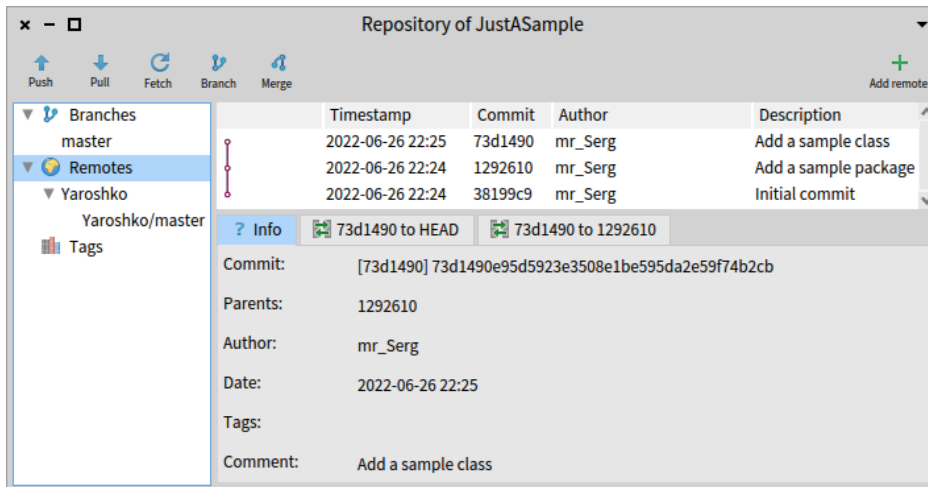 Repository of JustASample
Push Pull Fetch Branch Merge Add remote
Branches
master
Remotes
Yaroshko
Yaroshko/master
Tags
Timestamp Commit Author Description
2022-06-26 22:25 73d1490 mr_Serg Add a sample class
2022-06-26 22:24 1292610 mr_Serg Add a sample package
2022-06-26 22:24 38199c9 mr_Serg Initial commit
? Info 73d1490 to HEAD 73d1490 to 1292610
Commit: [73d1490] 73d1490e95d5923e3508e1be595da2e59f74b2cb
Parents: 1292610
Author: mr_Serg
Date: 2022-06-26 22:25
Tags:
Comment: Add a sample class